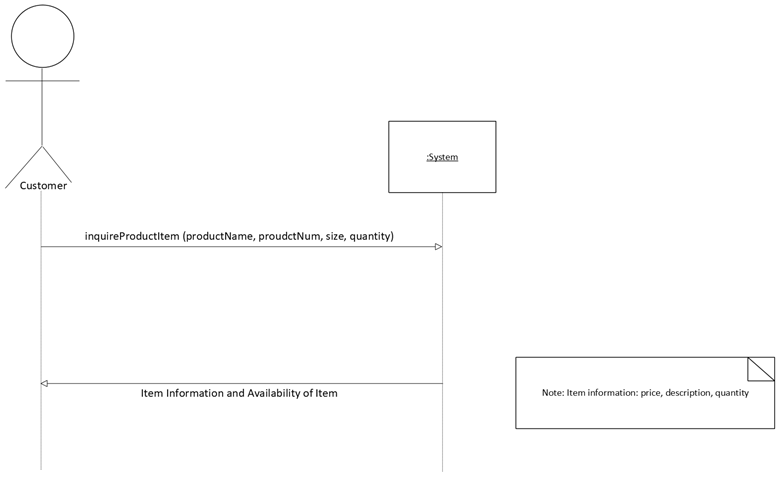 :System
Customer
inquireProductItem (productName, proudctNum, size, quantity)
Item Information and Availability of Item
Note: Item information: price, description, quantity